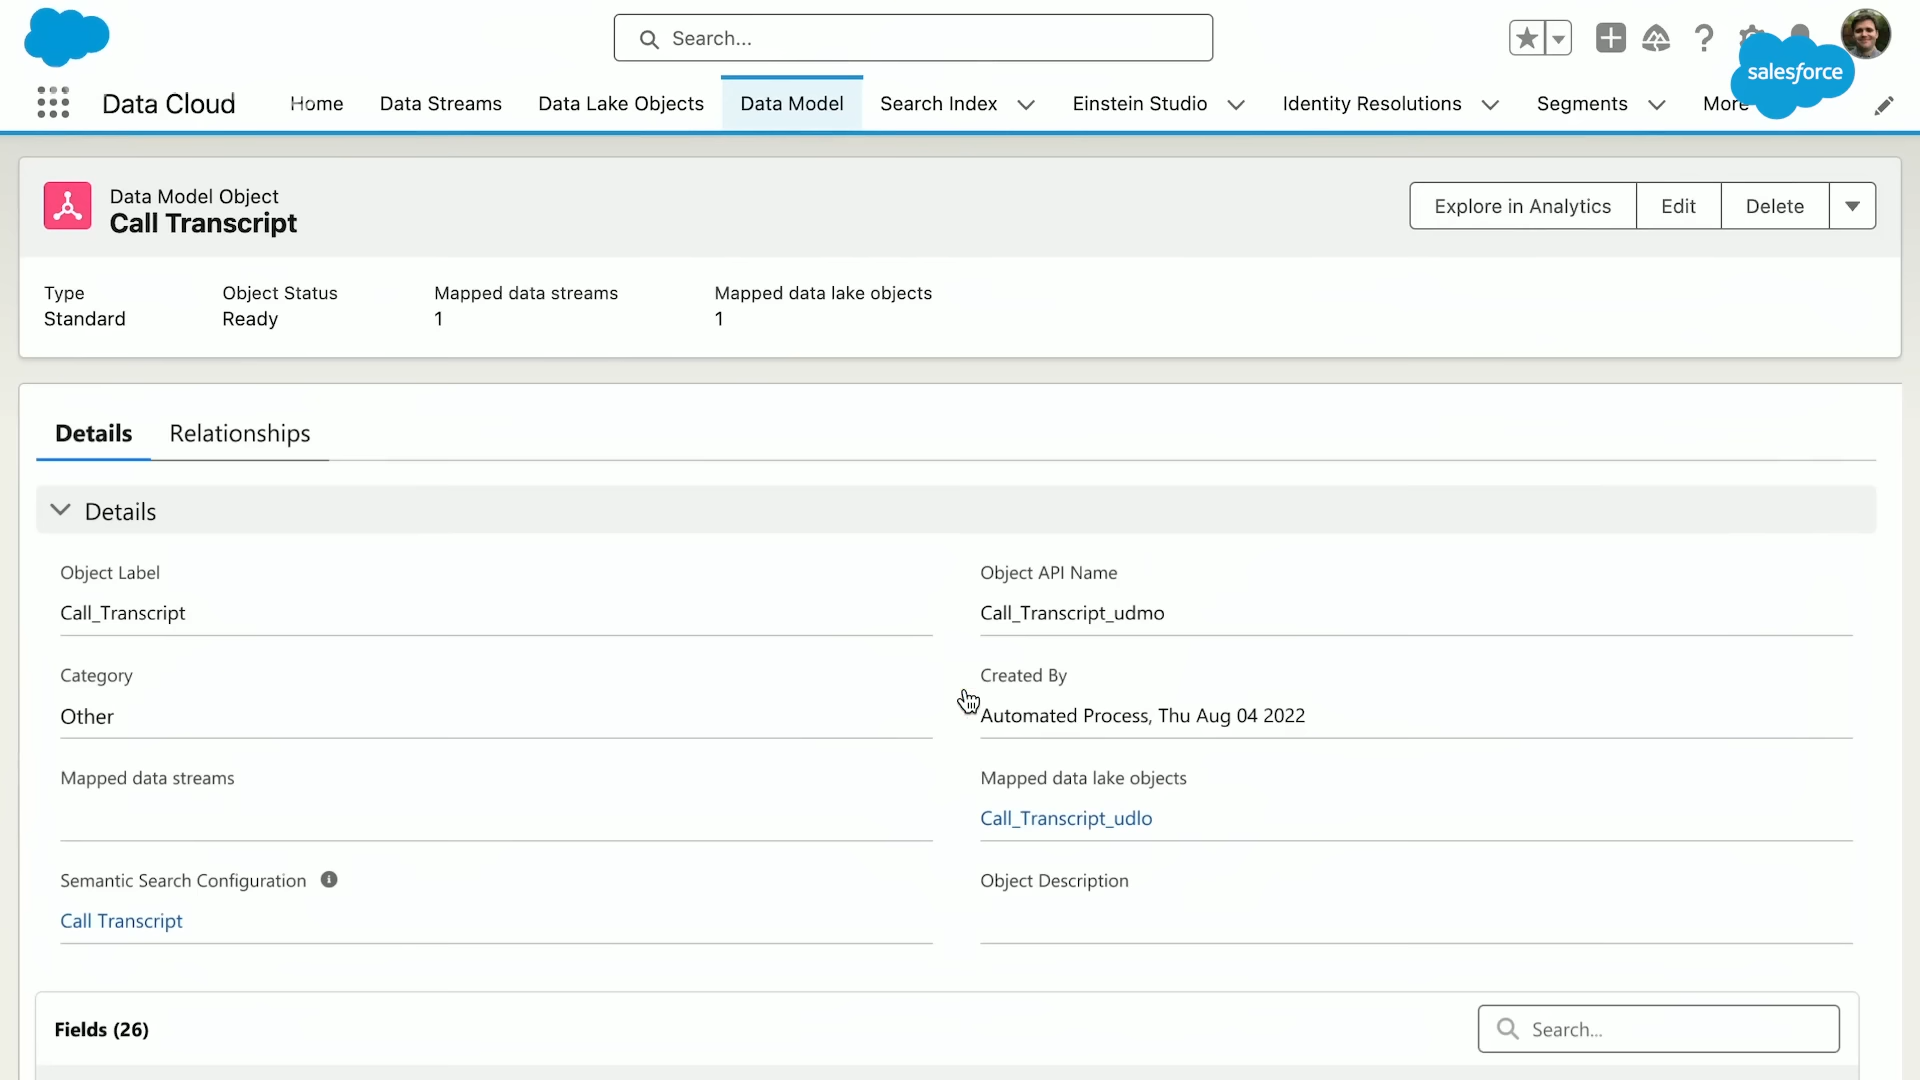 Search...
salesforce
Data Cloud
Home
Data Streams
Data Lake Objects
Data Model
Search Index
Einstein Studio
Identity Resolutions
Segments
More
Data Model Object
Call Transcript
Explore in Analytics
Edit
Delete
Type
Object Status
Mapped data streams
Mapped data lake objects
Standard
Ready
1
1
Details
Relationships
Details
Object Label
Object API Name
Call_Transcript
Call_Transcript_udmo
Category
Created By
Other
Automated Process, Thu Aug 04 2022
Mapped data streams
Mapped data lake objects
Call_Transcript_udlo
Semantic Search Configuration
Object Description
Call Transcript
Fields (26)
Search...